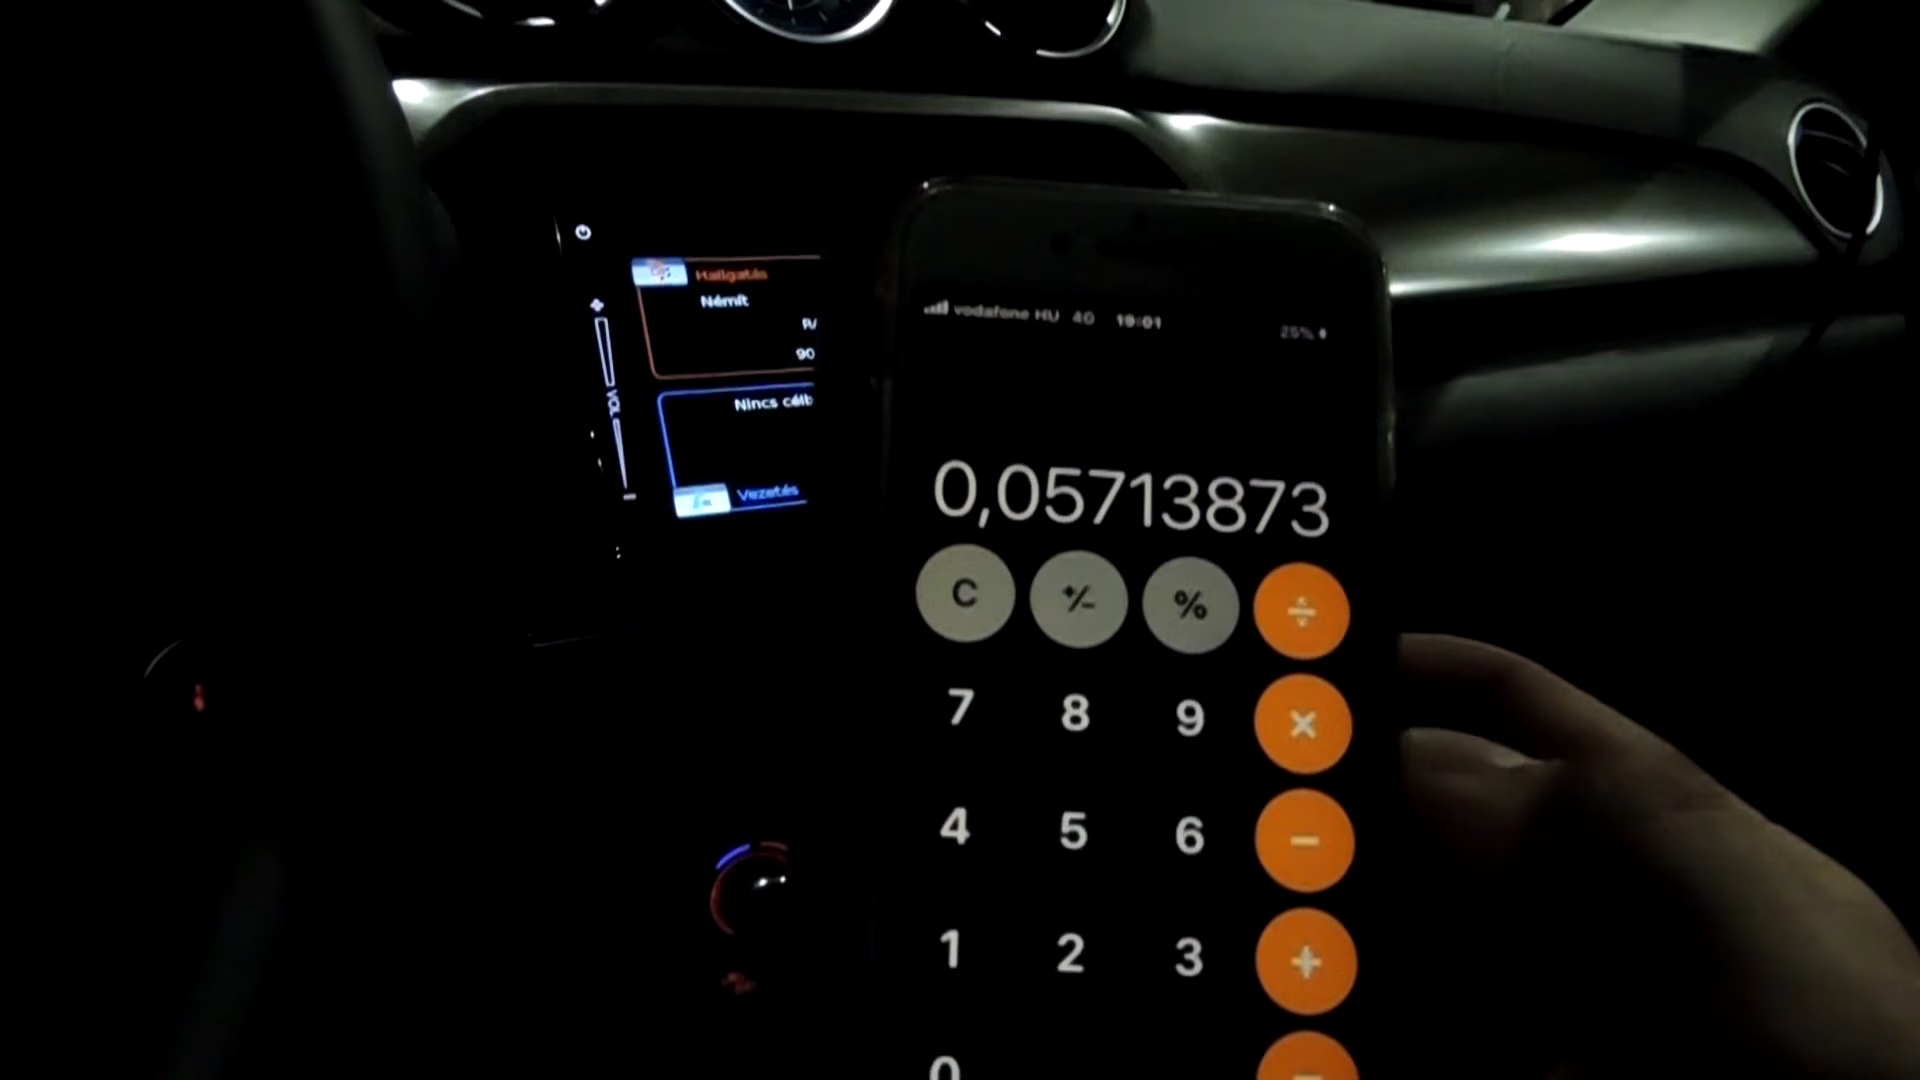 Hallgatás
Némít
90
VOL
Nincs
Vezetés
vodafone HU 4G 19:01
25%
0,05713873
C +/- % ÷
7 8 9 ×
4 5 6 −
1 2 3 +
0